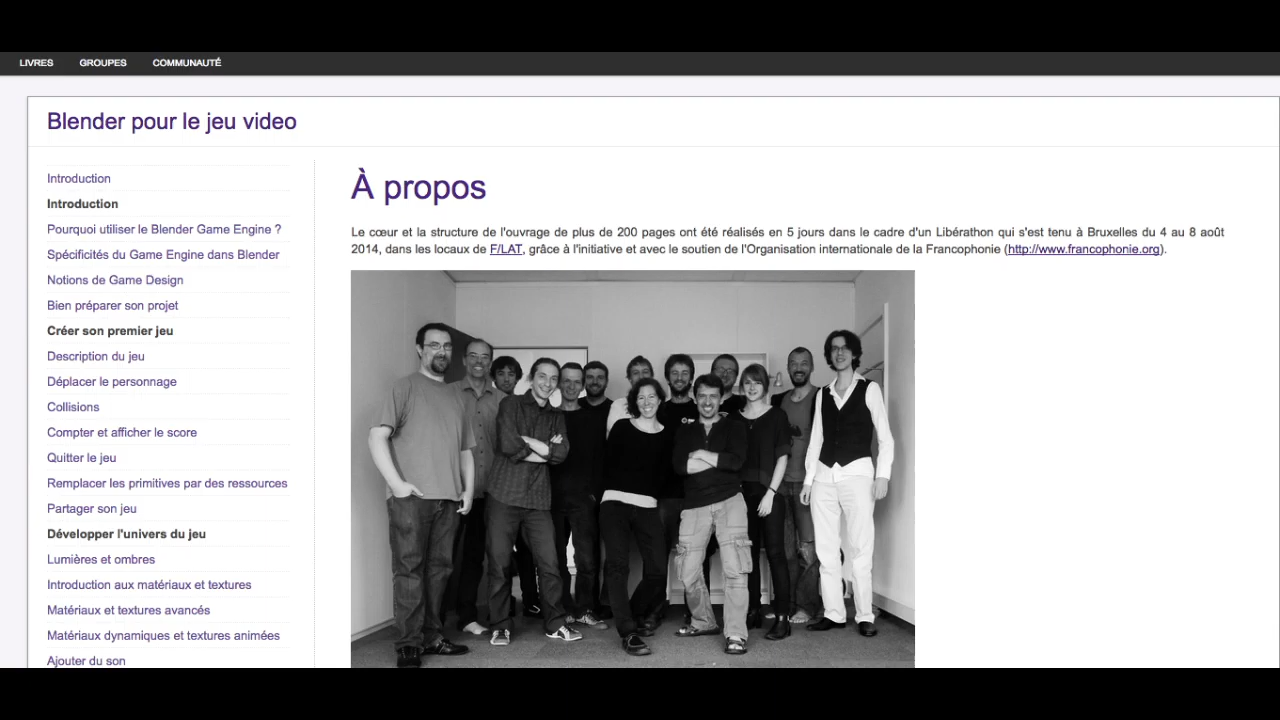 LIVRES GROUPES COMMUNAUTÉ
Blender pour le jeu video
Introduction
Introduction
Pourquoi utiliser le Blender Game Engine ?
Spécificités du Game Engine dans Blender
Notions de Game Design
Bien préparer son projet
Créer son premier jeu
Description du jeu
Déplacer le personnage
Collisions
Compter et afficher le score
Quitter le jeu
Remplacer les primitives par des ressources
Partager son jeu
Développer l'univers du jeu
Lumières et ombres
Introduction aux matériaux et textures
Matériaux et textures avancés
Matériaux dynamiques et textures animées
Ajouter du son
À propos
Le cœur et la structure de l'ouvrage de plus de 200 pages ont été réalisés en 5 jours dans le cadre d'un Libérathon qui s'est tenu à Bruxelles du 4 au 8 août
2014, dans les locaux de F/LAT, grâce à l'initiative et avec le soutien de l'Organisation internationale de la Francophonie (http://www.francophonie.org).